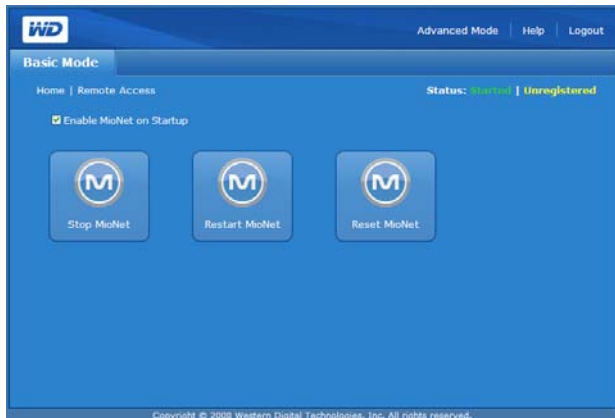 WD
Advanced Mode | Help | Logout
Basic Mode
Home | Remote Access
Status: Started | Unregistered
Enable MioNet on Startup
M M M
Stop MioNet Restart MioNet Reset MioNet
Copyright © 2008 Western Digital Technologies, Inc. All rights reserved.